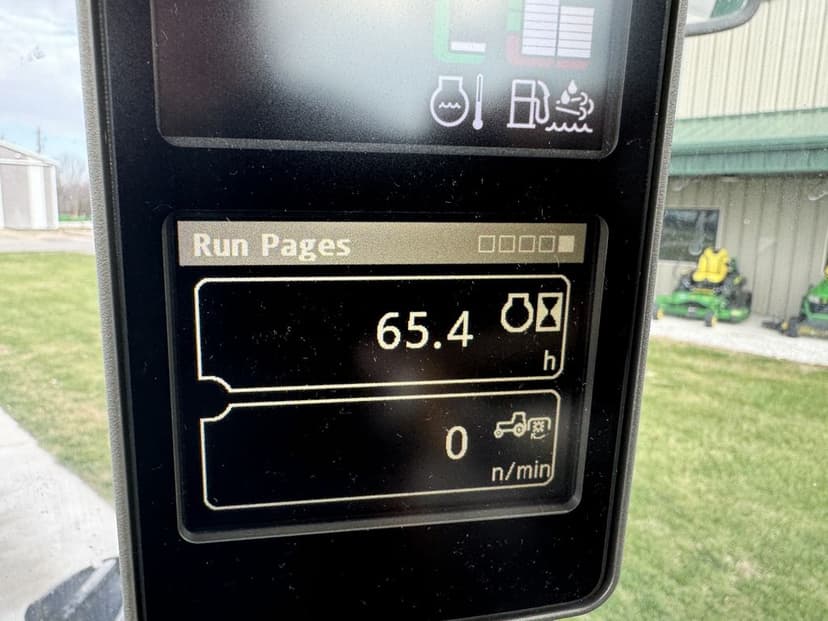 Run Pages
65.4
h
0
n/min